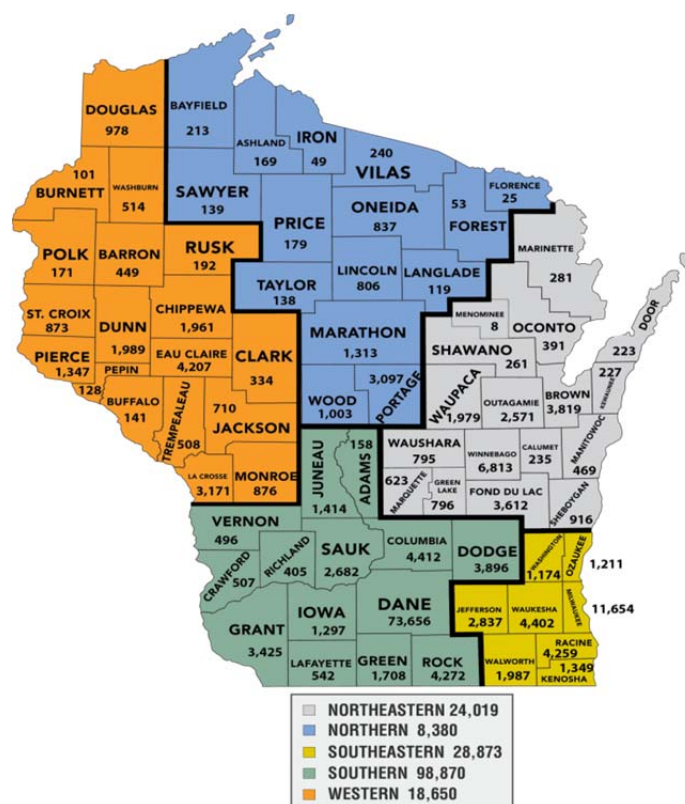 DOUGLAS
978
BAYFIELD
213
ASHLAND
169
IRON
49
240
VILAS
FLORENCE
25
101
BURNETT
WASHBURN
514
SAWYER
139
PRICE
179
ONEIDA
837
53
FOREST
MARINETTE
281
POLK
171
BARRON
449
RUSK
192
TAYLOR
138
LINCOLN
806
LANGLADE
119
MENOMINEE
8
OCONTO
391
DOOR
223
ST. CROIX
873
DUNN
1,989
CHIPPEWA
1,961
MARATHON
1,313
SHAWANO
261
PIERCE
1,347
PEPIN
128
EAU CLAIRE
4,207
CLARK
334
WOOD
1,003
3,097
PORTAGE
WAUPACA
1,979
OUTAGAMIE
2,571
BROWN
3,819
227
KEWAUNEE
BUFFALO
141
TREMPEALEAU
508
710
JACKSON
LA CROSSE
3,171
MONROE
876
JUNEAU
1,414
158
ADAMS
WAUSHARA
795
WINNEBAGO
6,813
CALUMET
235
MANITOWOC
469
623
MARQUETTE
GREEN
LAKE
796
FOND DU LAC
3,612
SHEBOYGAN
916
VERNON
496
CRAWFORD
507
RICHLAND
405
SAUK
2,682
COLUMBIA
4,412
DODGE
3,896
WASHINGTON
1,174
OZAUKEE
1,211
GRANT
3,425
IOWA
1,297
DANE
73,656
JEFFERSON
2,837
WAUKESHA
4,402
MILWAUKEE
11,654
LAFAYETTE
542
GREEN
1,708
ROCK
4,272
WALWORTH
1,987
RACINE
4,259
1,349
KENOSHA
NORTHEASTERN 24,019
NORTHERN 8,380
SOUTHEASTERN 28,873
SOUTHERN 98,870
WESTERN 18,650